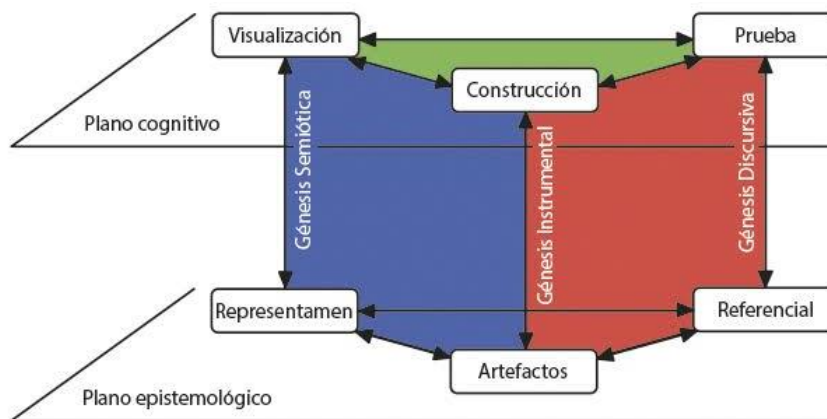 Visualización
Prueba
Construcción
Plano cognitivo
Génesis Semiótica
Génesis Instrumental
Génesis Discursiva
Representamen
Referencial
Artefactos
Plano epistemológico